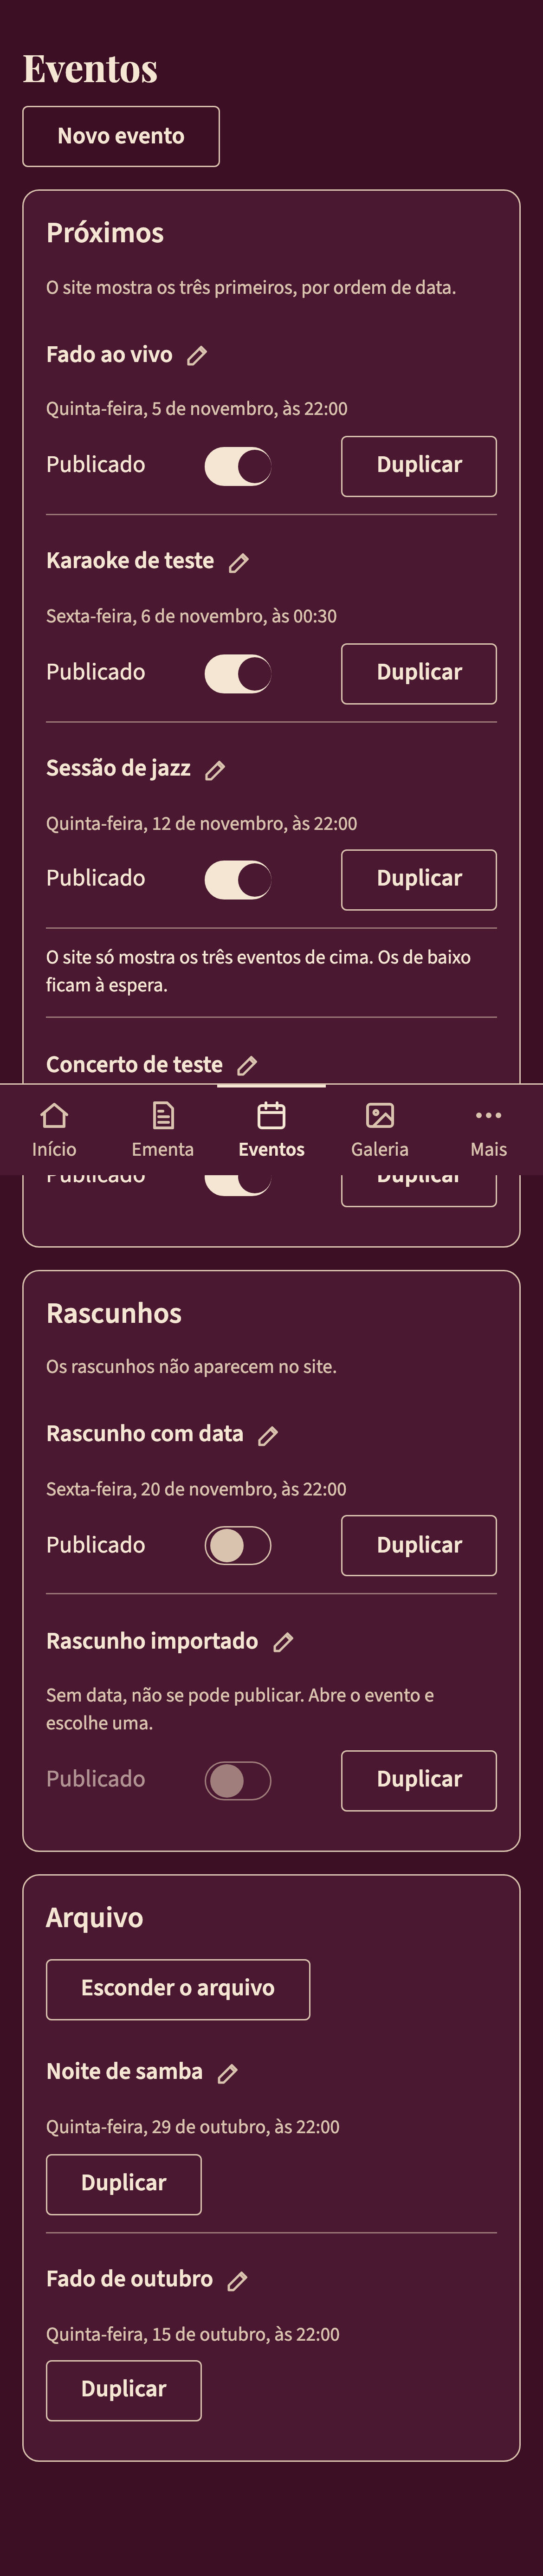 Eventos
Novo evento
Próximos
O site mostra os três primeiros, por ordem de data.
Fado ao vivo
Quinta-feira, 5 de novembro, às 22:00
Publicado
Duplicar
Karaoke de teste
Sexta-feira, 6 de novembro, às 00:30
Publicado
Duplicar
Sessão de jazz
Quinta-feira, 12 de novembro, às 22:00
Publicado
Duplicar
O site só mostra os três eventos de cima. Os de baixo
ficam à espera.
Concerto de teste
Início
Ementa
Eventos
Galeria
Mais
Publicado
Duplicar
Rascunhos
Os rascunhos não aparecem no site.
Rascunho com data
Sexta-feira, 20 de novembro, às 22:00
Publicado
Duplicar
Rascunho importado
Sem data, não se pode publicar. Abre o evento e
escolhe uma.
Publicado
Duplicar
Arquivo
Esconder o arquivo
Noite de samba
Quinta-feira, 29 de outubro, às 22:00
Duplicar
Fado de outubro
Quinta-feira, 15 de outubro, às 22:00
Duplicar